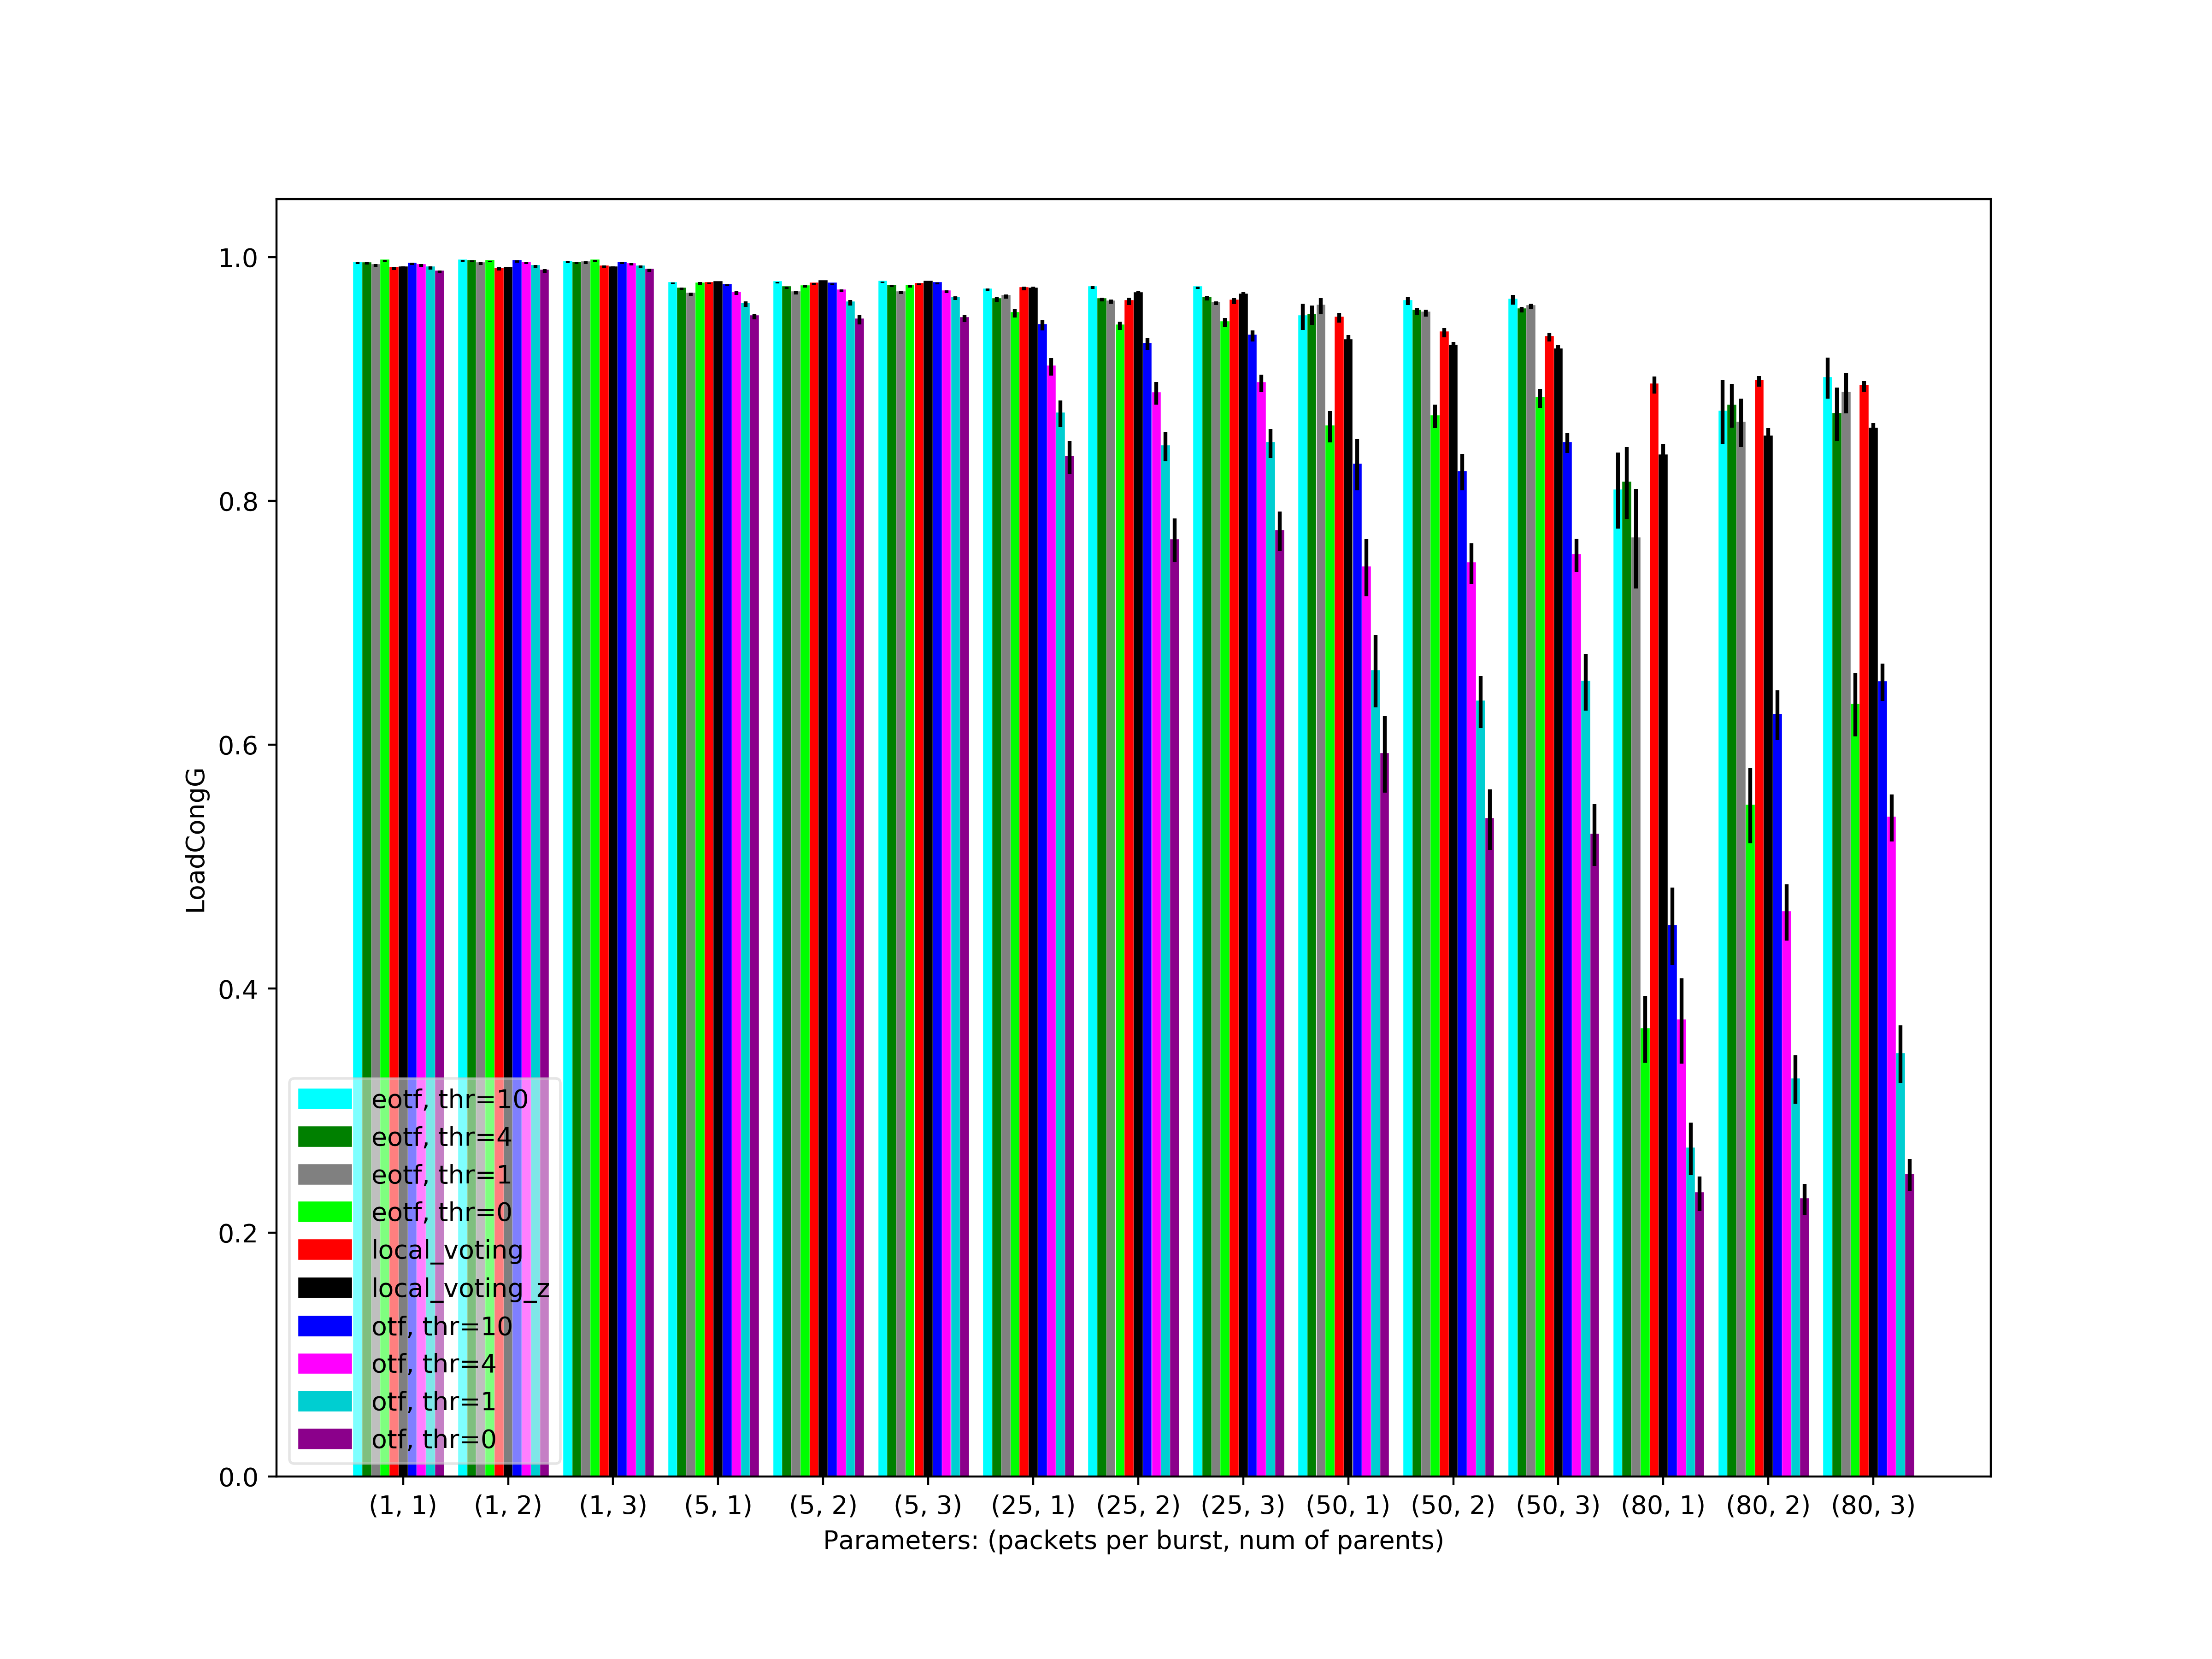 1.0
0.8
0.6
0.4
0.2
0.0
LoadCongG
eotf, thr=10
eotf, thr=4
eotf, thr=1
eotf, thr=0
local_voting
local_voting_z
otf, thr=10
otf, thr=4
otf, thr=1
otf, thr=0
(1, 1) (1, 2) (1, 3) (5, 1) (5, 2) (5, 3) (25, 1) (25, 2) (25, 3) (50, 1) (50, 2) (50, 3) (80, 1) (80, 2) (80, 3)
Parameters: (packets per burst, num of parents)